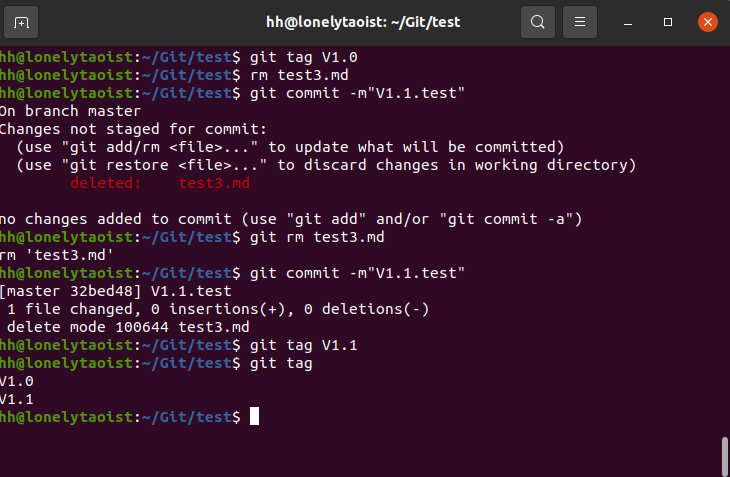 hh@lonelytaoist: ~/Git/test
hh@lonelytaoist:~/Git/test$ git tag V1.0
hh@lonelytaoist:~/Git/test$ rm test3.md
hh@lonelytaoist:~/Git/test$ git commit -m"V1.1.test"
On branch master
Changes not staged for commit:
  (use "git add/rm <file>..." to update what will be committed)
  (use "git restore <file>..." to discard changes in working directory)
        deleted:    test3.md
no changes added to commit (use "git add" and/or "git commit -a")
hh@lonelytaoist:~/Git/test$ git rm test3.md
rm 'test3.md'
hh@lonelytaoist:~/Git/test$ git commit -m"V1.1.test"
[master 32bed48] V1.1.test
 1 file changed, 0 insertions(+), 0 deletions(-)
 delete mode 100644 test3.md
hh@lonelytaoist:~/Git/test$ git tag V1.1
hh@lonelytaoist:~/Git/test$ git tag
V1.0
V1.1
hh@lonelytaoist:~/Git/test$